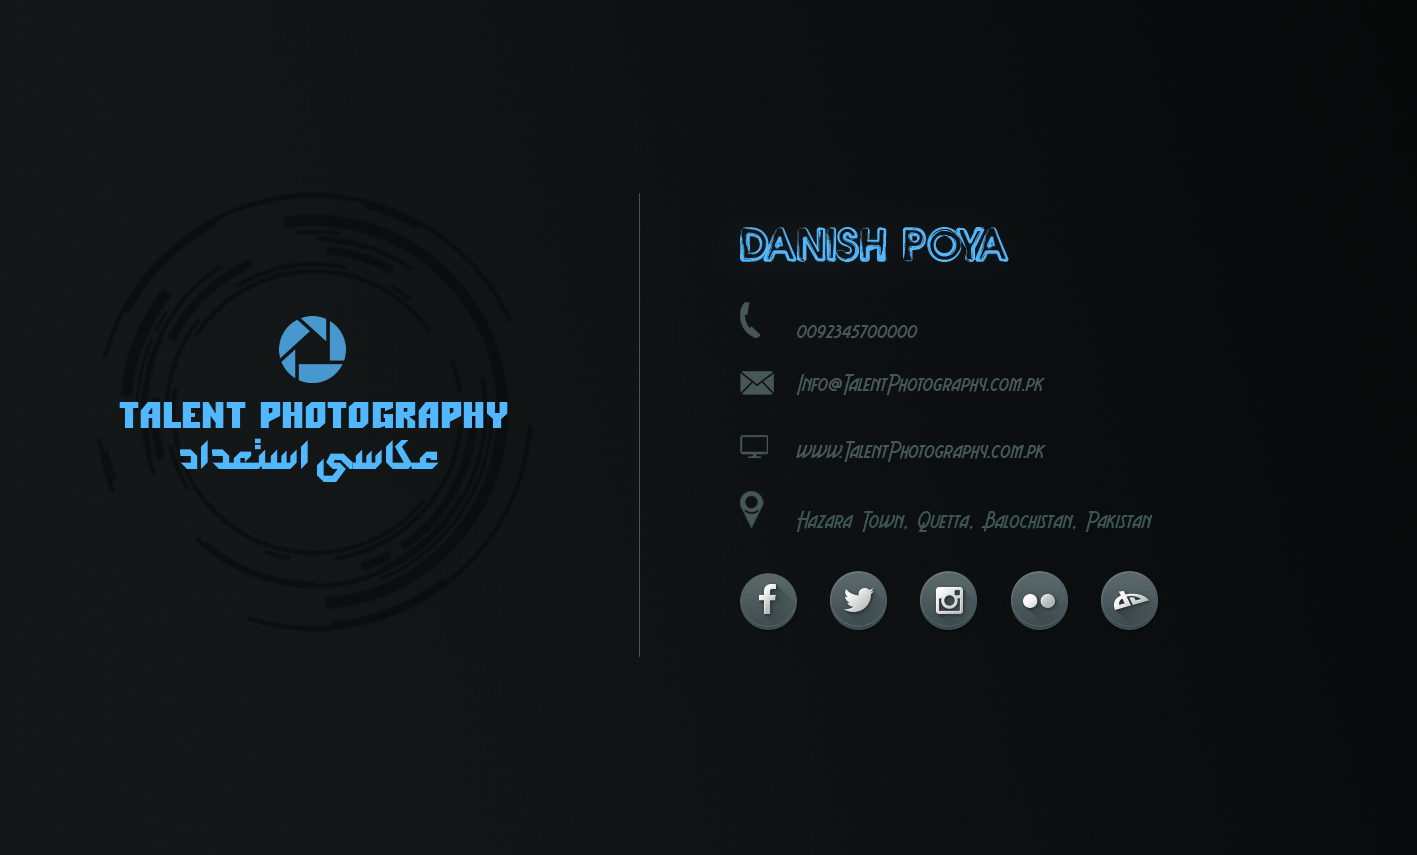 TALENT PHOTOGRAPHY
عکاسی استعداد
DANISH POYA
0092345700000
Info@TalentPhotography.com.pk
www.TalentPhotography.com.pk
Hazara Town, Quetta, Balochistan, Pakistan